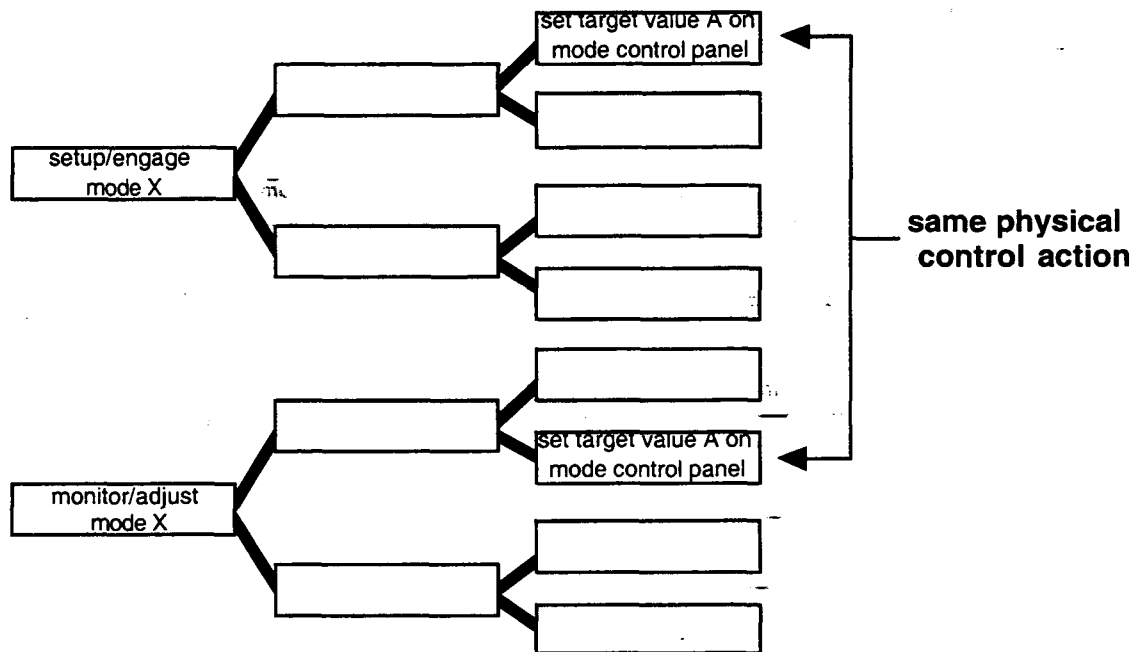 set target value A on
mode control panel
setup/engage
mode X
same physical
control action
set target value A on
mode control panel
monitor/adjust
mode X